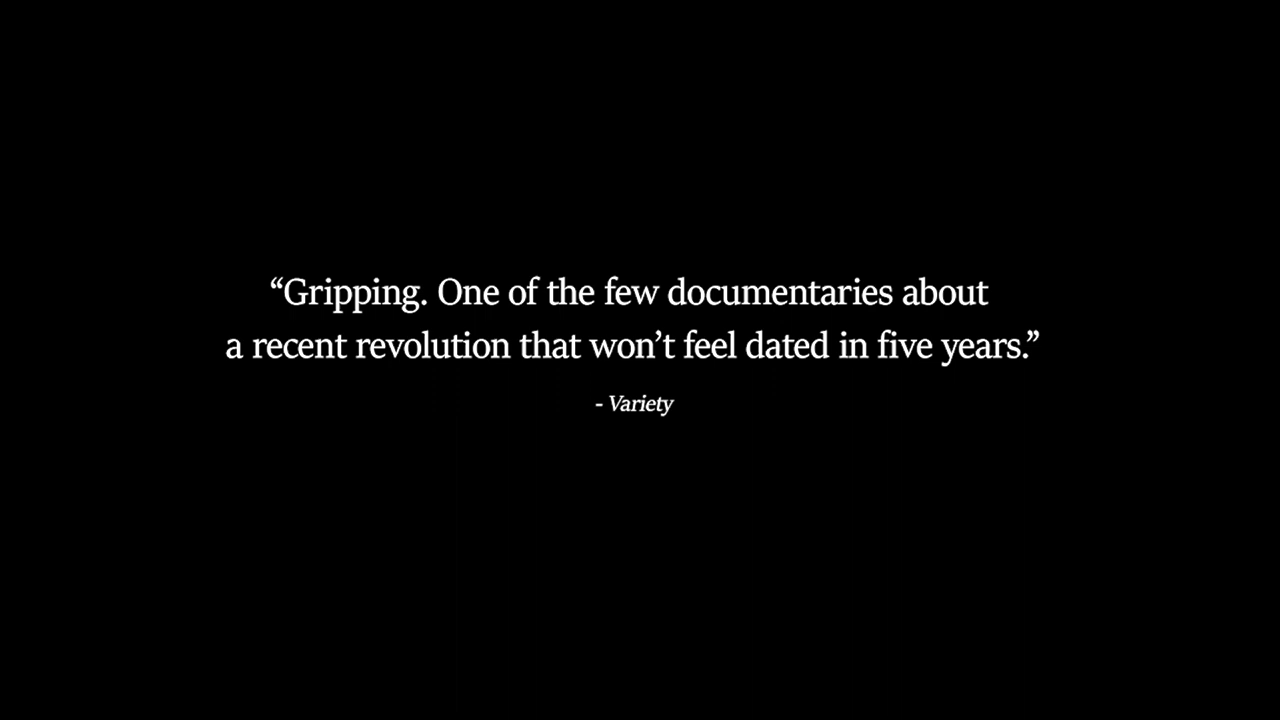 “Gripping. One of the few documentaries about
a recent revolution that won’t feel dated in five years.”
- Variety